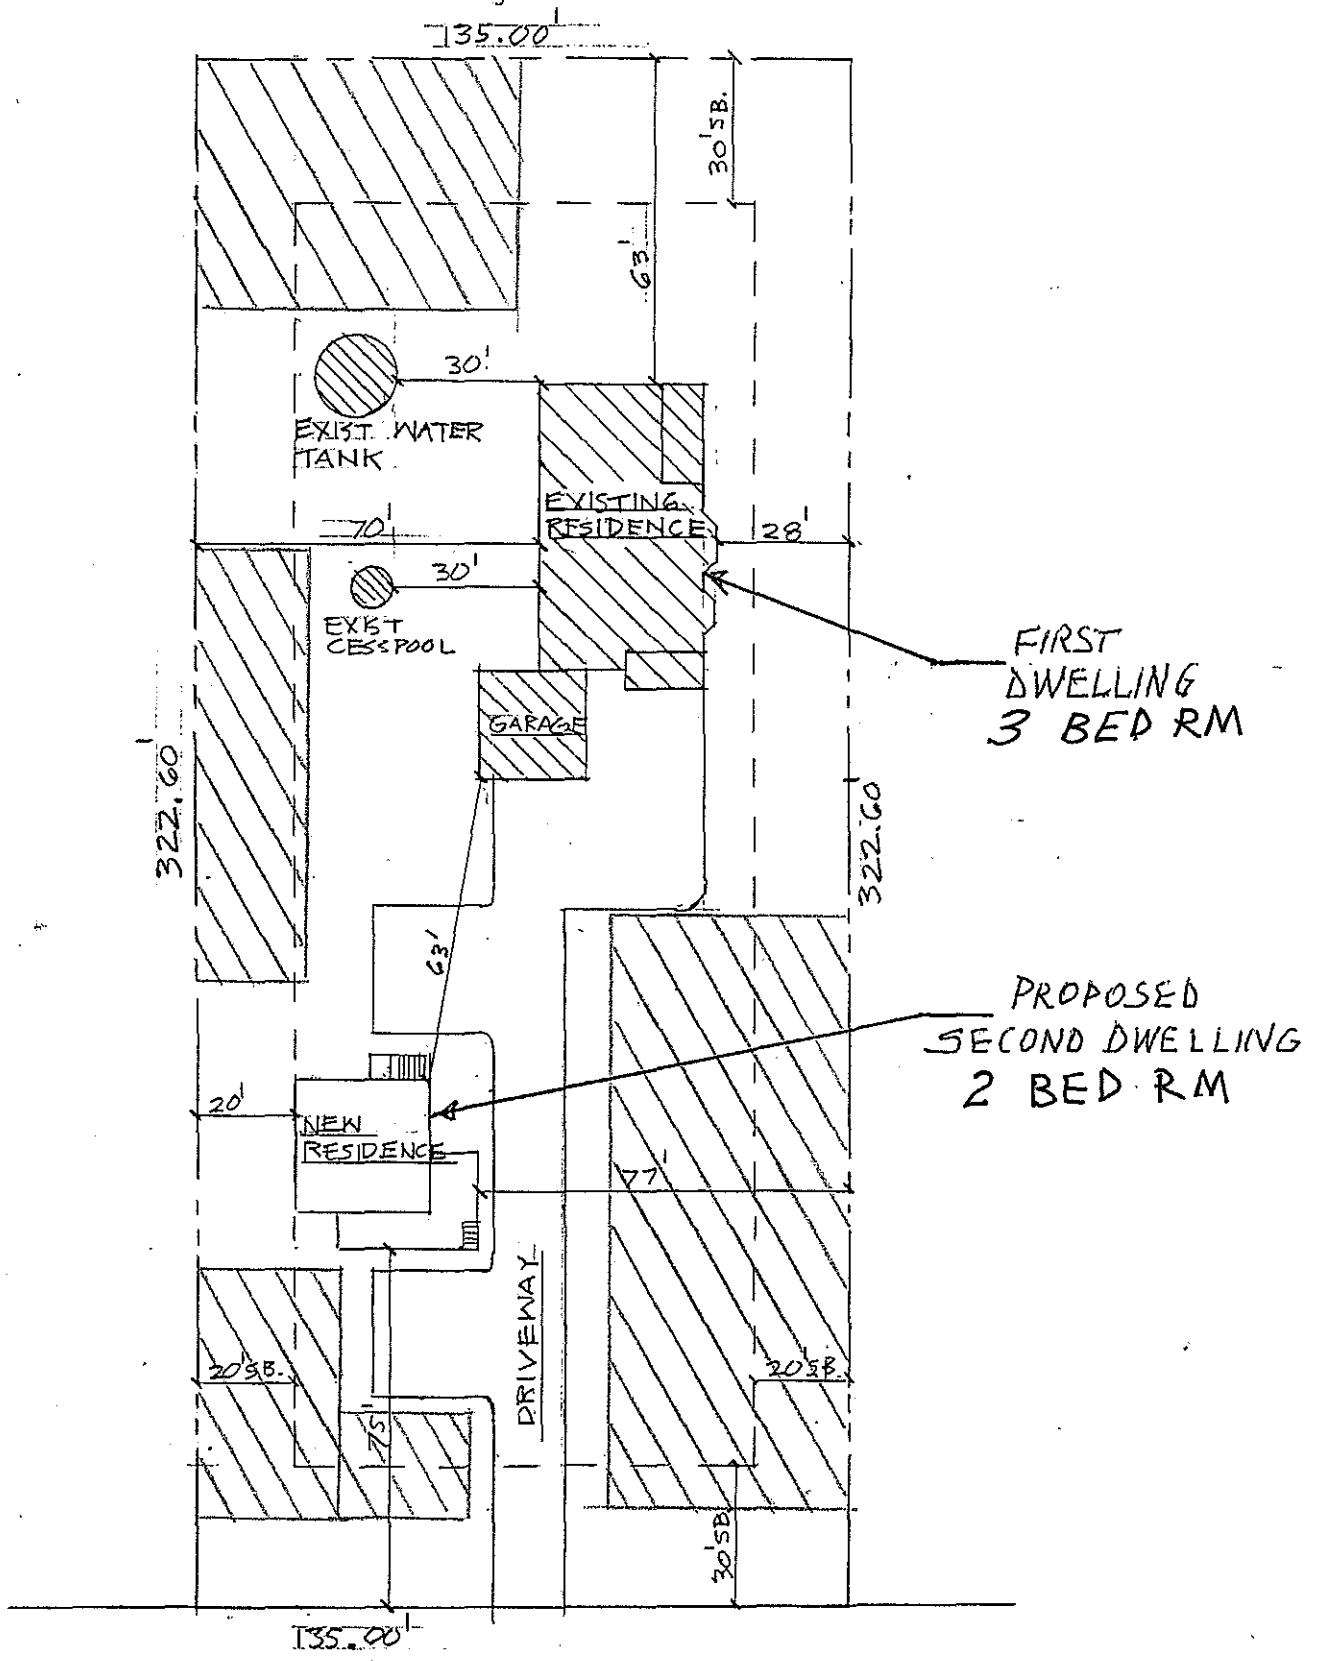 135.00'
30'SB.
63'
30'
EXIST. WATER
TANK
EXISTING
RESIDENCE
70'
28'
30'
EXIST
CESSPOOL
FIRST
DWELLING
3 BED RM
GARAGE
322.60'
322.60'
63'
PROPOSED
SECOND DWELLING
2 BED RM
20'
NEW
RESIDENCE
77'
DRIVEWAY
20'SB.
20'SB.
75'
30'SB.
135.00'